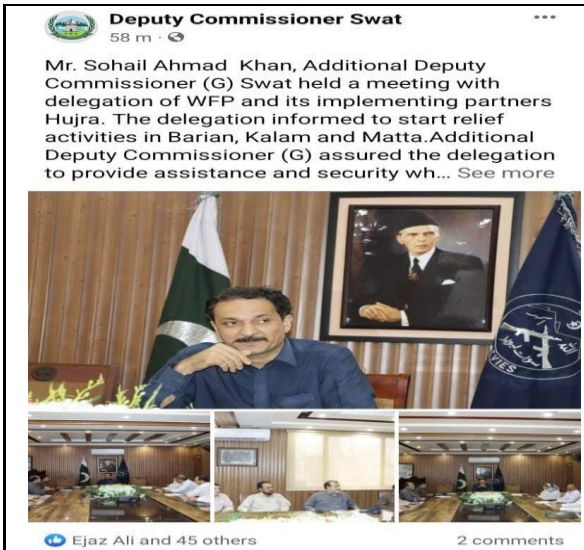 Deputy Commissioner Swat
58 m ·
Mr. Sohail Ahmad Khan, Additional Deputy
Commissioner (G) Swat held a meeting with
delegation of WFP and its implementing partners
Hujra. The delegation informed to start relief
activities in Barian, Kalam and Matta.Additional
Deputy Commissioner (G) assured the delegation
to provide assistance and security wh... See more
VIES
Ejaz Ali and 45 others
2 comments